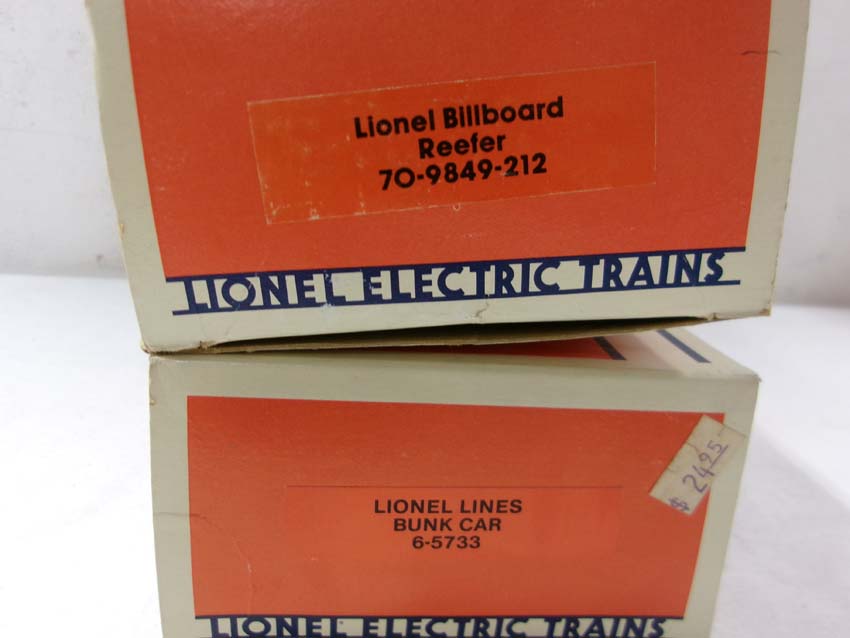 Lionel Billboard
Reefer
70-9849-212
LIONEL ELECTRIC TRAINS
$ 24.95
LIONEL LINES
BUNK CAR
6-5733
LIONEL ELECTRIC TRAINS